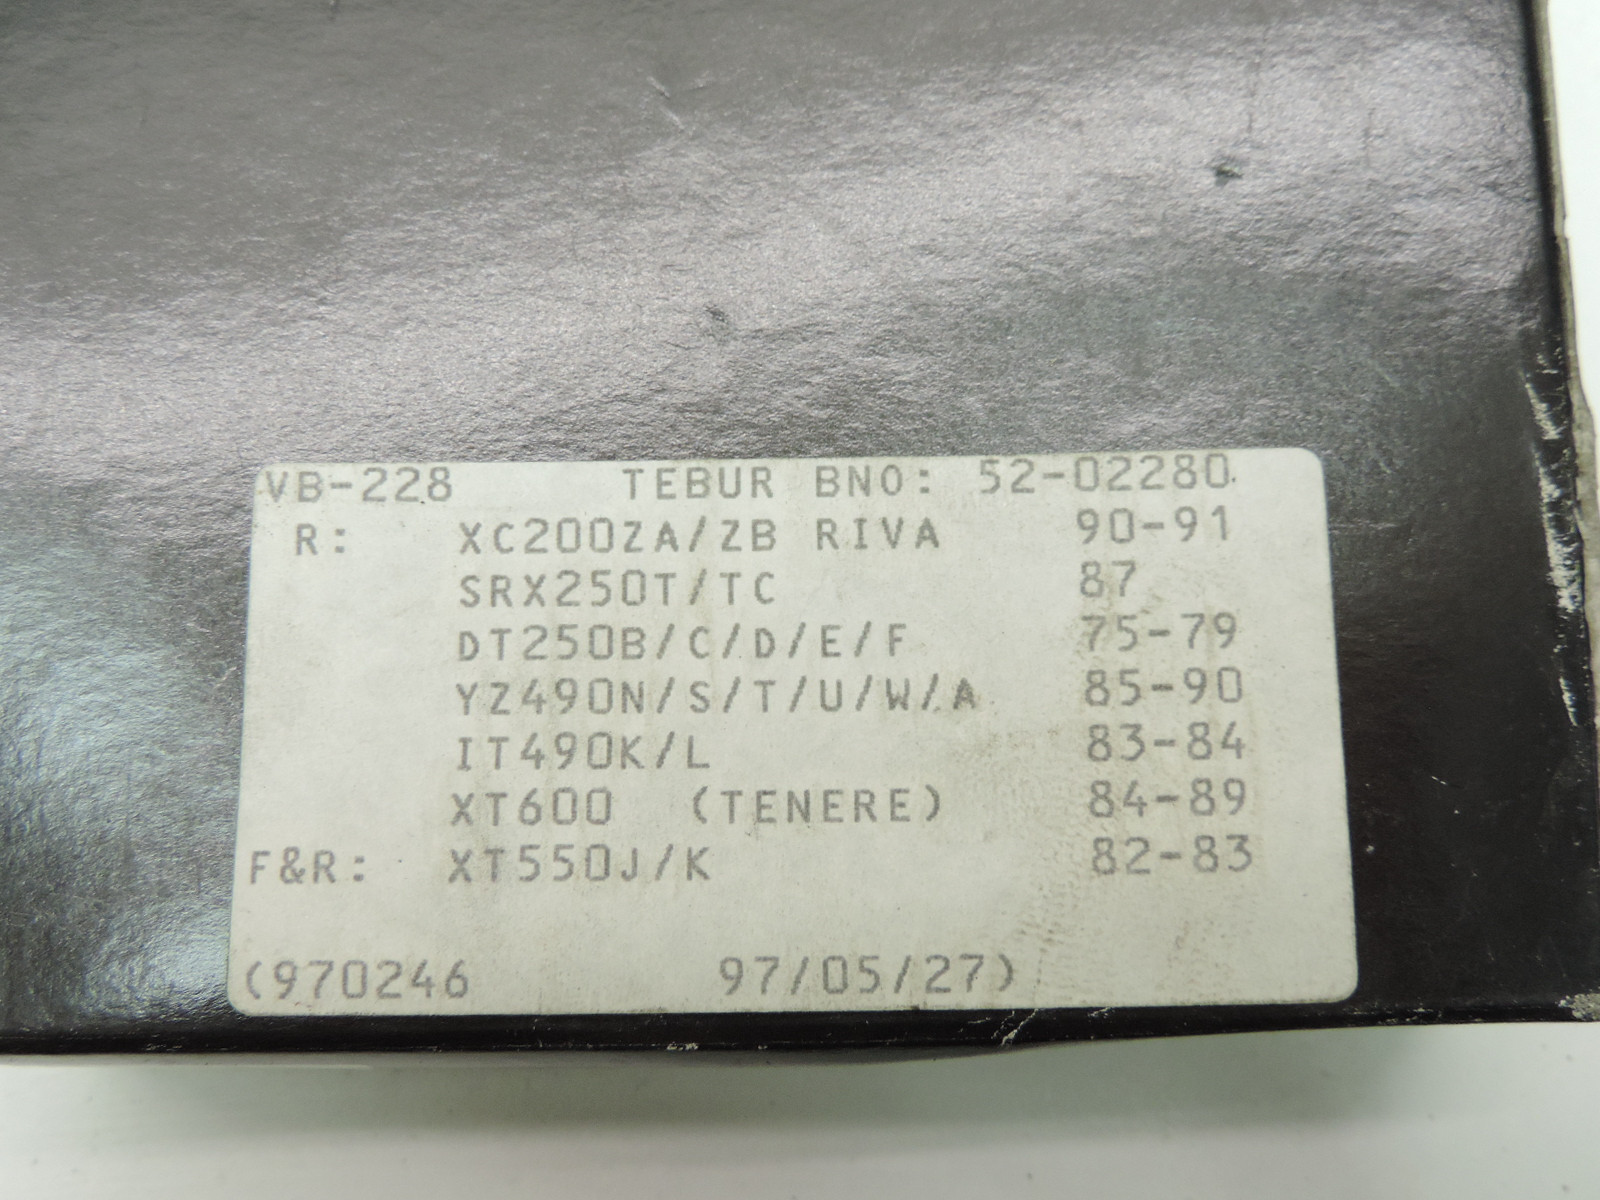 VB-228 TEBUR BNO: 52-02280
R: XC200ZA/ZB RIVA 90-91
SRX250T/TC 87
DT250B/C/D/E/F 75-79
YZ490N/S/T/U/W/A 85-90
IT490K/L 83-84
XT600 (TENERE) 84-89
F&R: XT550J/K 82-83
(970246 97/05/27)